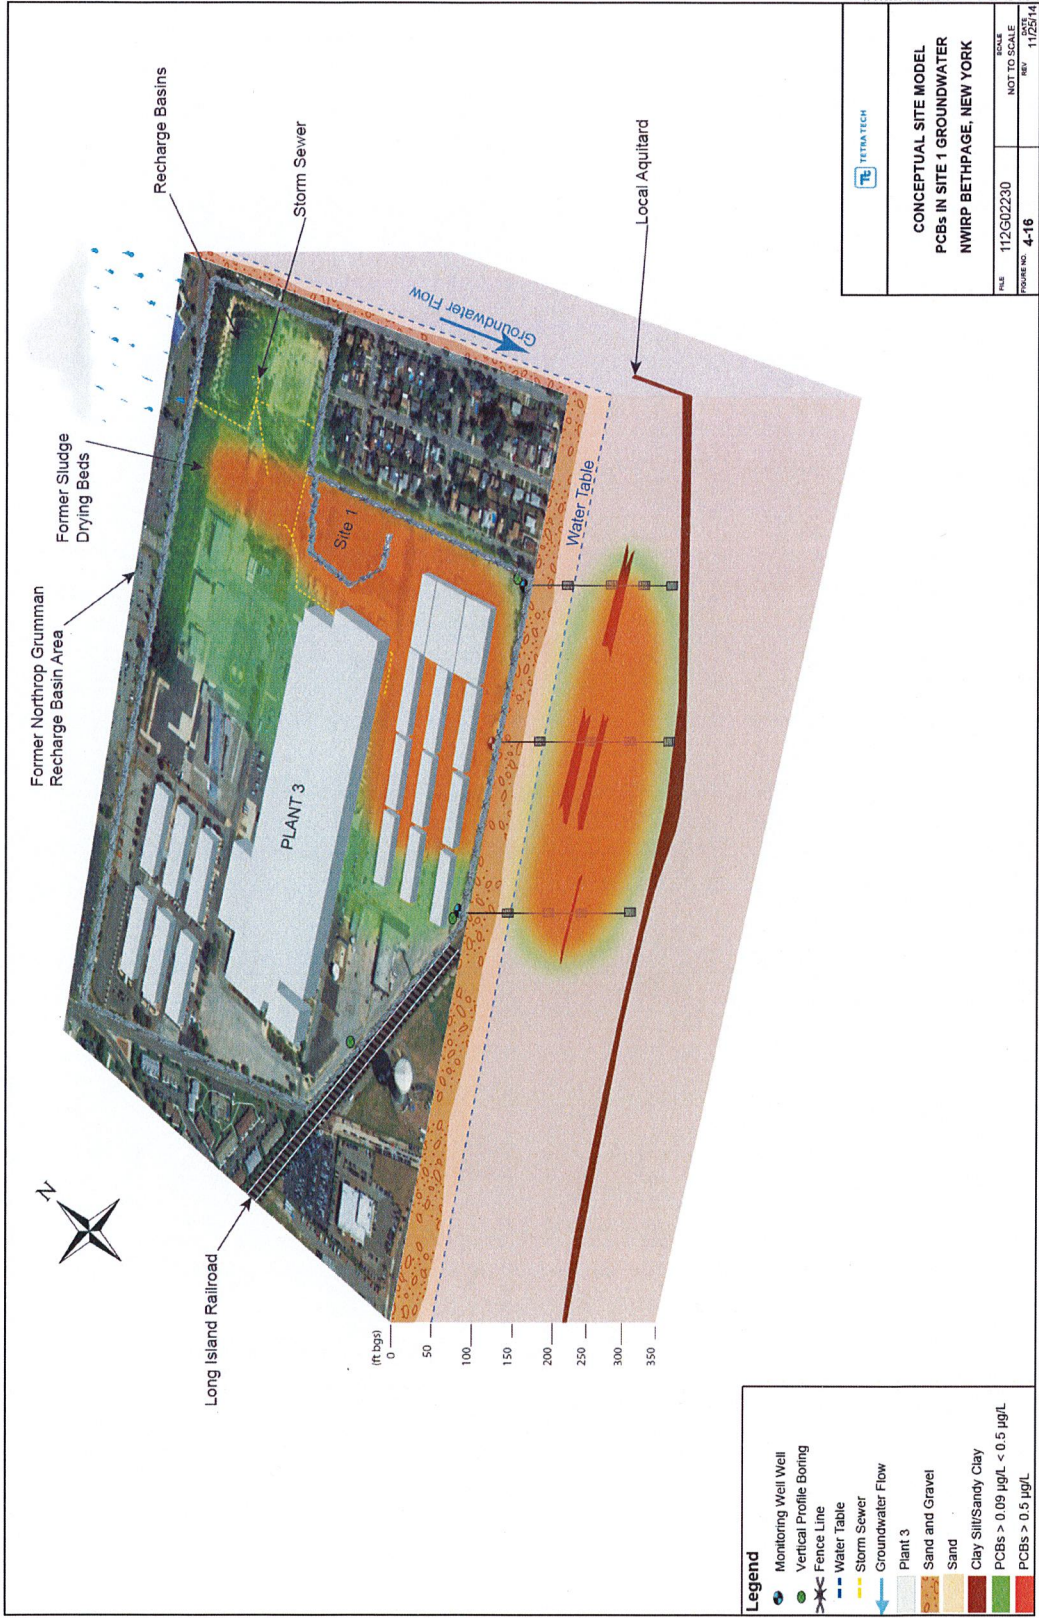 Former Northrop Grumman
Recharge Basin Area
Former Sludge
Drying Beds
Recharge Basins
Storm Sewer
Local Aquitard
Long Island Railroad
N
PLANT 3
Site 1
Groundwater Flow
Water Table
(ft bgs)
0
50
100
150
200
250
300
350
Legend
Monitoring Well Well
Vertical Profile Boring
Fence Line
Water Table
Storm Sewer
Groundwater Flow
Plant 3
Sand and Gravel
Sand
Clay Silt/Sandy Clay
PCBs > 0.09 µg/L < 0.5 µg/L
PCBs > 0.5 µg/L
Tt TETRA TECH
CONCEPTUAL SITE MODEL
PCBs IN SITE 1 GROUNDWATER
NWIRP BETHPAGE, NEW YORK
FILE 112G02230
SCALE NOT TO SCALE
FIGURE NO. 4-16
REV DATE 11/25/14